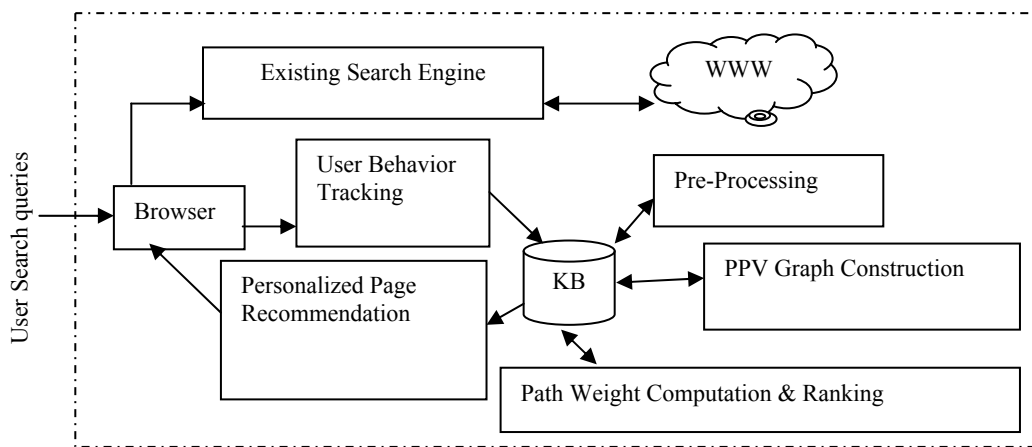 Existing Search Engine
WWW
User Search queries
Browser
User Behavior
Tracking
Pre-Processing
KB
PPV Graph Construction
Personalized Page
Recommendation
Path Weight Computation & Ranking